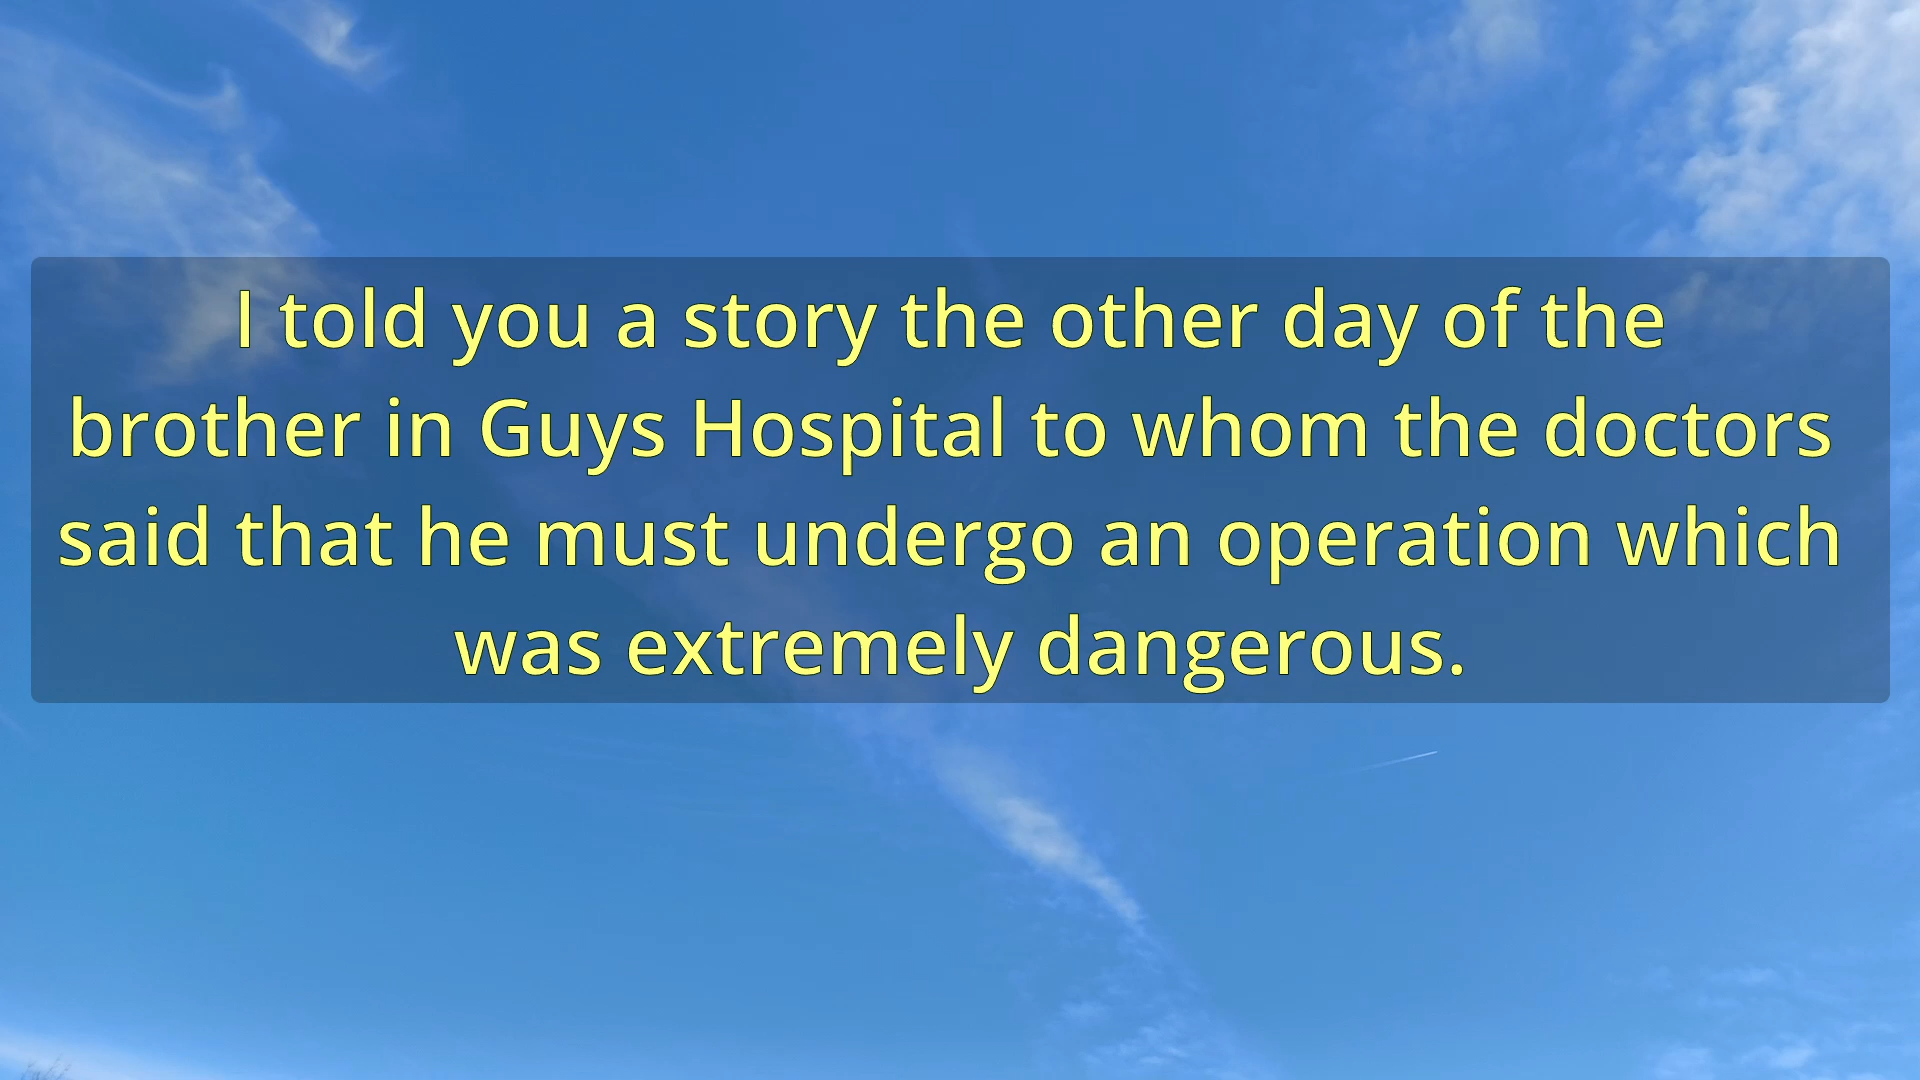 I told you a story the other day of the
brother in Guys Hospital to whom the doctors
said that he must undergo an operation which
was extremely dangerous.